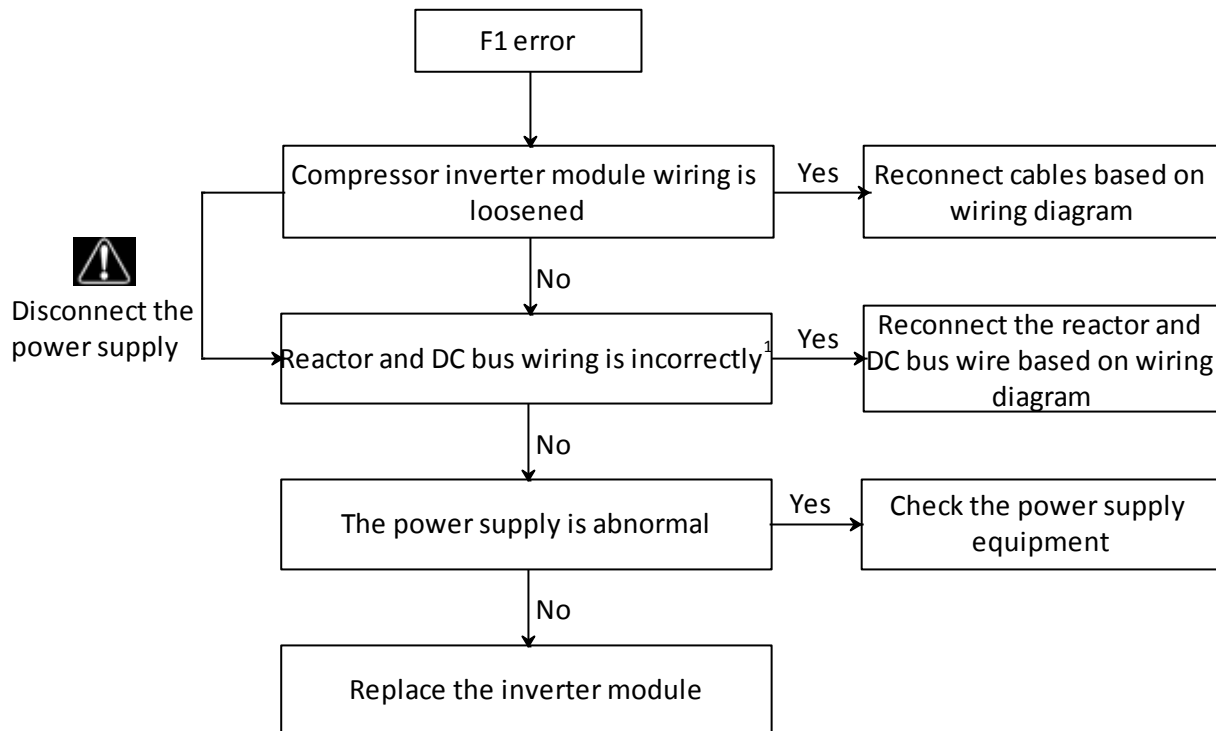 F1 error
Compressor inverter module wiring is
loosened
Yes
Reconnect cables based on
wiring diagram
No
Disconnect the
power supply
Reactor and DC bus wiring is incorrectly1
Yes
Reconnect the reactor and
DC bus wire based on wiring
diagram
No
The power supply is abnormal
Yes
Check the power supply
equipment
No
Replace the inverter module